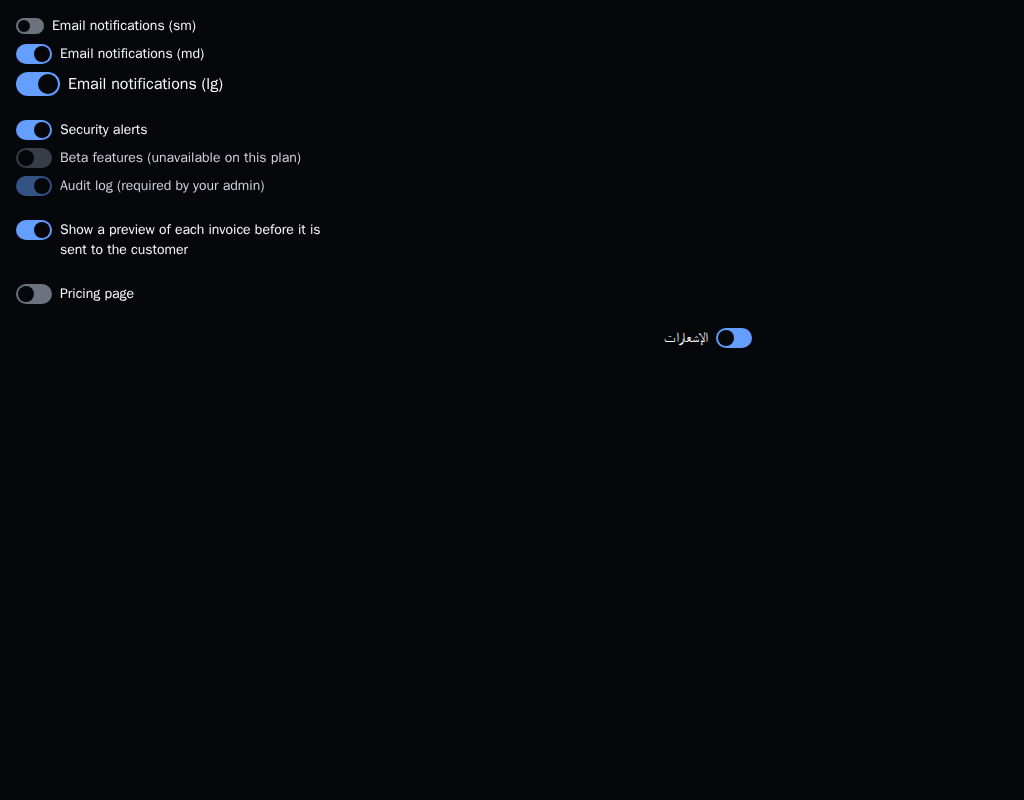 Email notifications (sm)
Email notifications (md)
Email notifications (lg)
Security alerts
Beta features (unavailable on this plan)
Audit log (required by your admin)
Show a preview of each invoice before it is
sent to the customer
Pricing page
الإشعارات